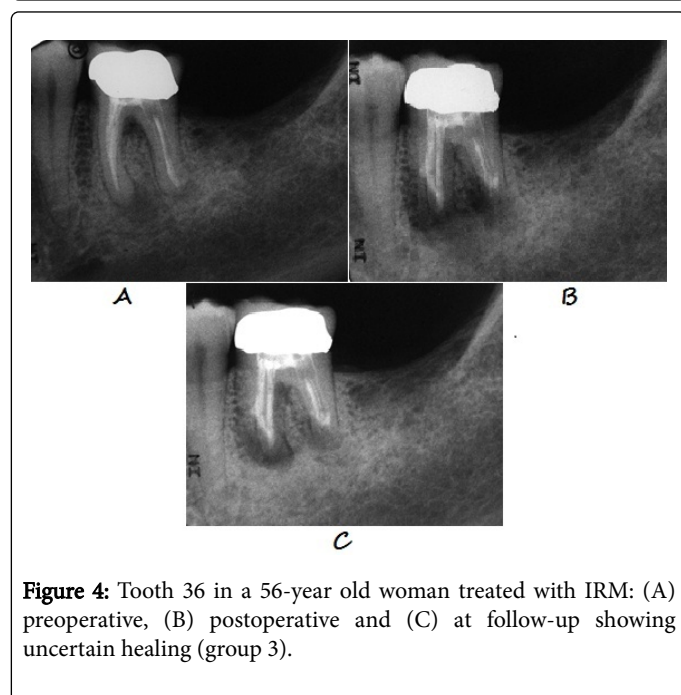 A
B
C
Figure 4: Tooth 36 in a 56-year old woman treated with IRM: (A)
preoperative, (B) postoperative and (C) at follow-up showing
uncertain healing (group 3).